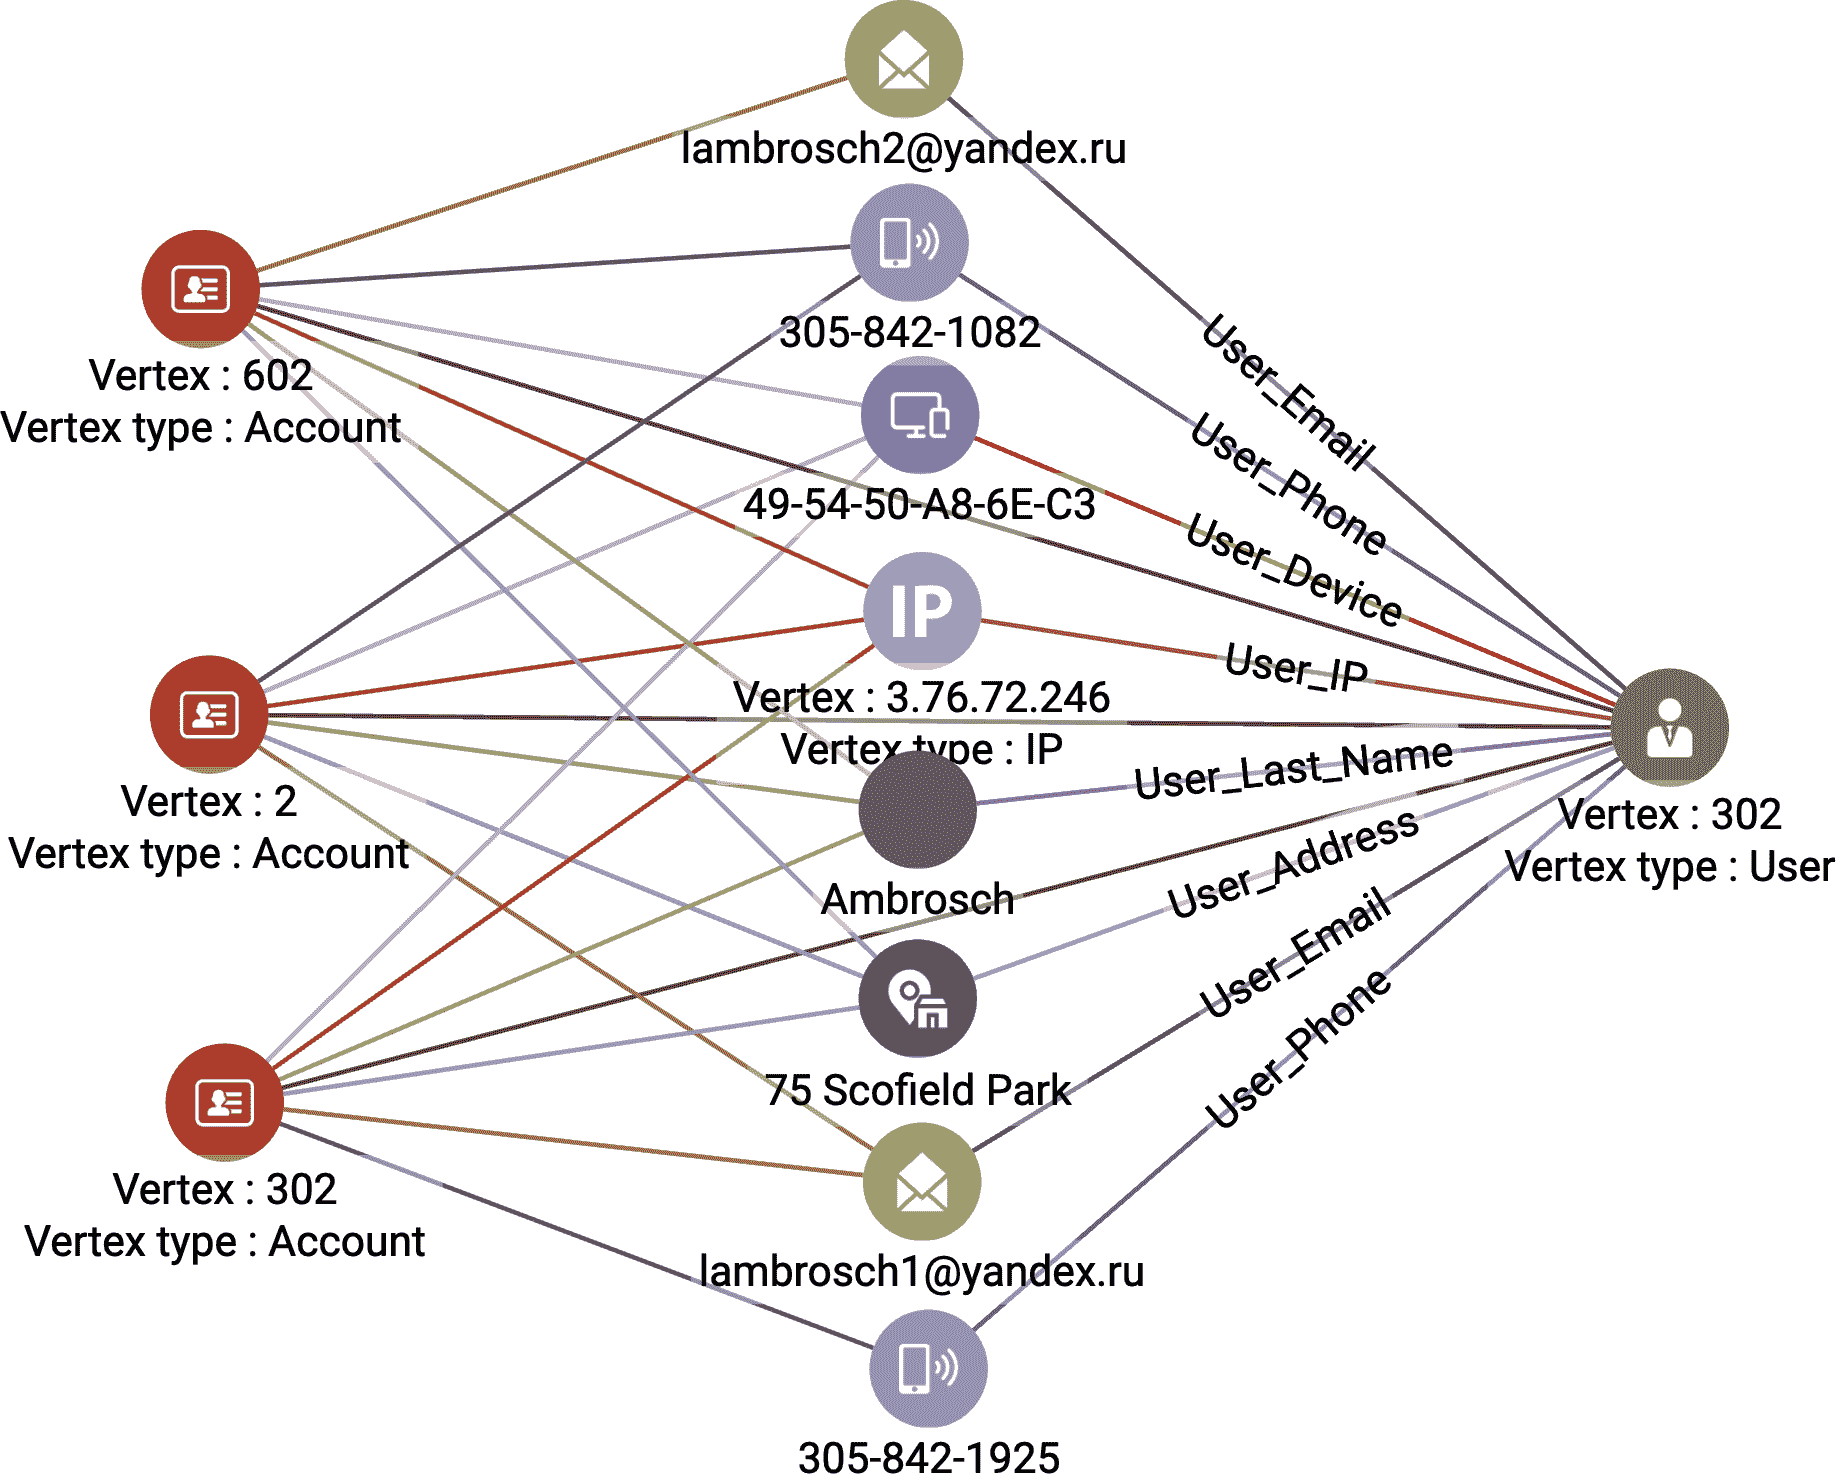 lambrosch2@yandex.ru
305-842-1082
Vertex : 602
Vertex type : Account
49-54-50-A8-6E-C3
IP
Vertex : 3.76.72.246
Vertex type : IP
Vertex : 2
Vertex type : Account
Ambrosch
75 Scofield Park
Vertex : 302
Vertex type : Account
lambrosch1@yandex.ru
305-842-1925
User_Email
User_Phone
User_Device
User_IP
User_Last_Name
User_Address
User_Email
User_Phone
Vertex : 302
Vertex type : User